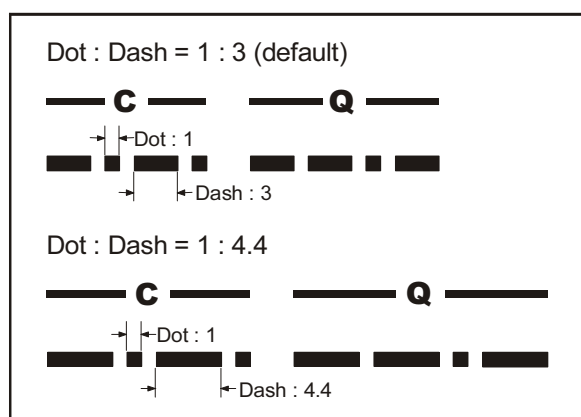 Dot : Dash = 1 : 3 (default)
C Q
Dot : 1
Dash : 3
Dot : Dash = 1 : 4.4
C Q
Dot : 1
Dash : 4.4